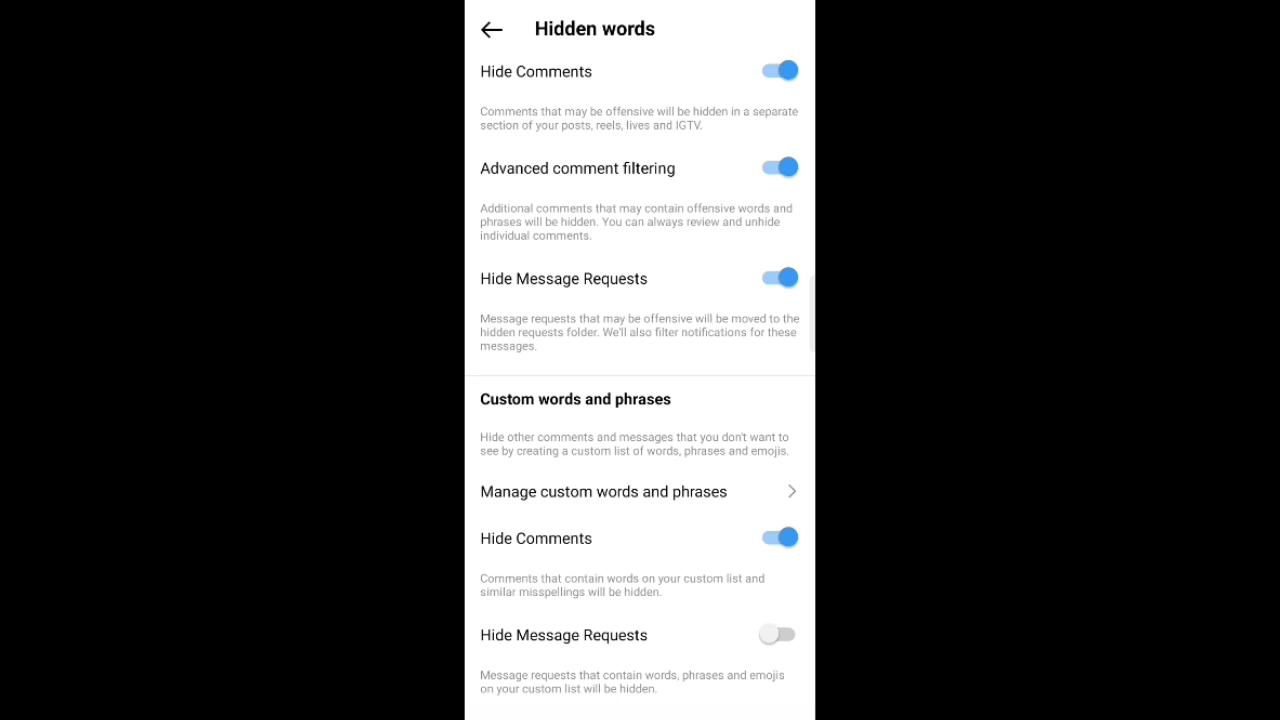 Hidden words
Hide Comments
Comments that may be offensive will be hidden in a separate
section of your posts, reels, lives and IGTV.
Advanced comment filtering
Additional comments that may contain offensive words and
phrases will be hidden. You can always review and unhide
individual comments.
Hide Message Requests
Message requests that may be offensive will be moved to the
hidden requests folder. We'll also filter notifications for these
messages.
Custom words and phrases
Hide other comments and messages that you don't want to
see by creating a custom list of words, phrases and emojis.
Manage custom words and phrases
Hide Comments
Comments that contain words on your custom list and
similar misspellings will be hidden.
Hide Message Requests
Message requests that contain words, phrases and emojis
on your custom list will be hidden.